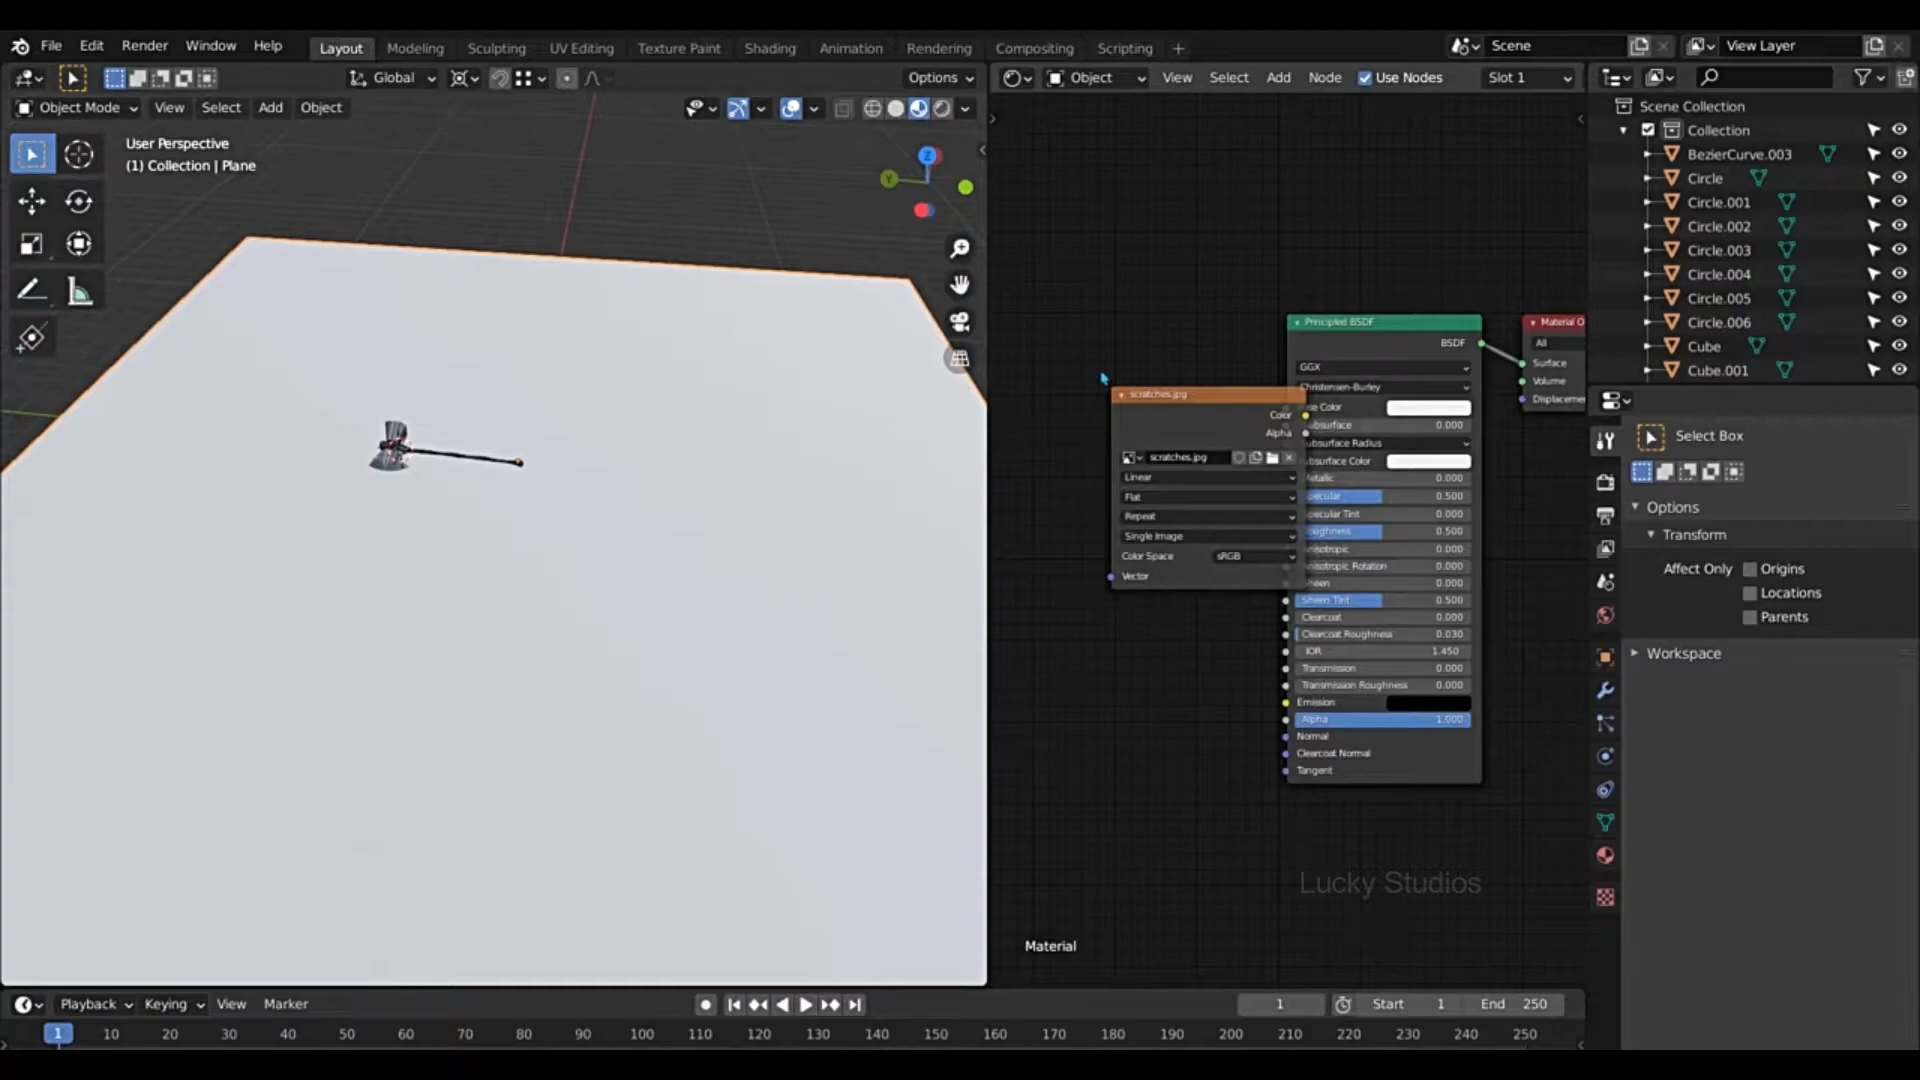 File Edit Render Window Help Layout Modeling Sculpting UV Editing Texture Paint Shading Animation Rendering Compositing Scripting + Scene View Layer
Global Options
Object View Select Add Node Use Nodes Slot 1
Object Mode View Select Add Object
User Perspective
(1) Collection | Plane
Z
Y
Scene Collection
Collection
BezierCurve.003
Circle
Circle.001
Circle.002
Circle.003
Circle.004
Circle.005
Circle.006
Cube
Cube.001
Principled BSDF
BSDF
GGX
Christensen-Burley
Subsurface 0.000
Subsurface Radius
Subsurface Color
Metallic 0.000
Specular 0.500
Specular Tint 0.000
Roughness 0.500
Anisotropic 0.000
Anisotropic Rotation 0.000
Sheen 0.000
Sheen Tint 0.500
Clearcoat 0.000
Clearcoat Roughness 0.030
IOR 1.450
Transmission 0.000
Transmission Roughness 0.000
Emission
Alpha 1.000
Normal
Clearcoat Normal
Tangent
Material O
All
Surface
Volume
Displaceme
scratches.jpg
Color
Alpha
scratches.jpg
Linear
Flat
Repeat
Single Image
Color Space sRGB
Vector
Select Box
Options
Transform
Affect Only Origins
Locations
Parents
Workspace
Lucky Studios
Material
Playback Keying View Marker 1 Start 1 End 250
1 10 20 30 40 50 60 70 80 90 100 110 120 130 140 150 160 170 180 190 200 210 220 230 240 250